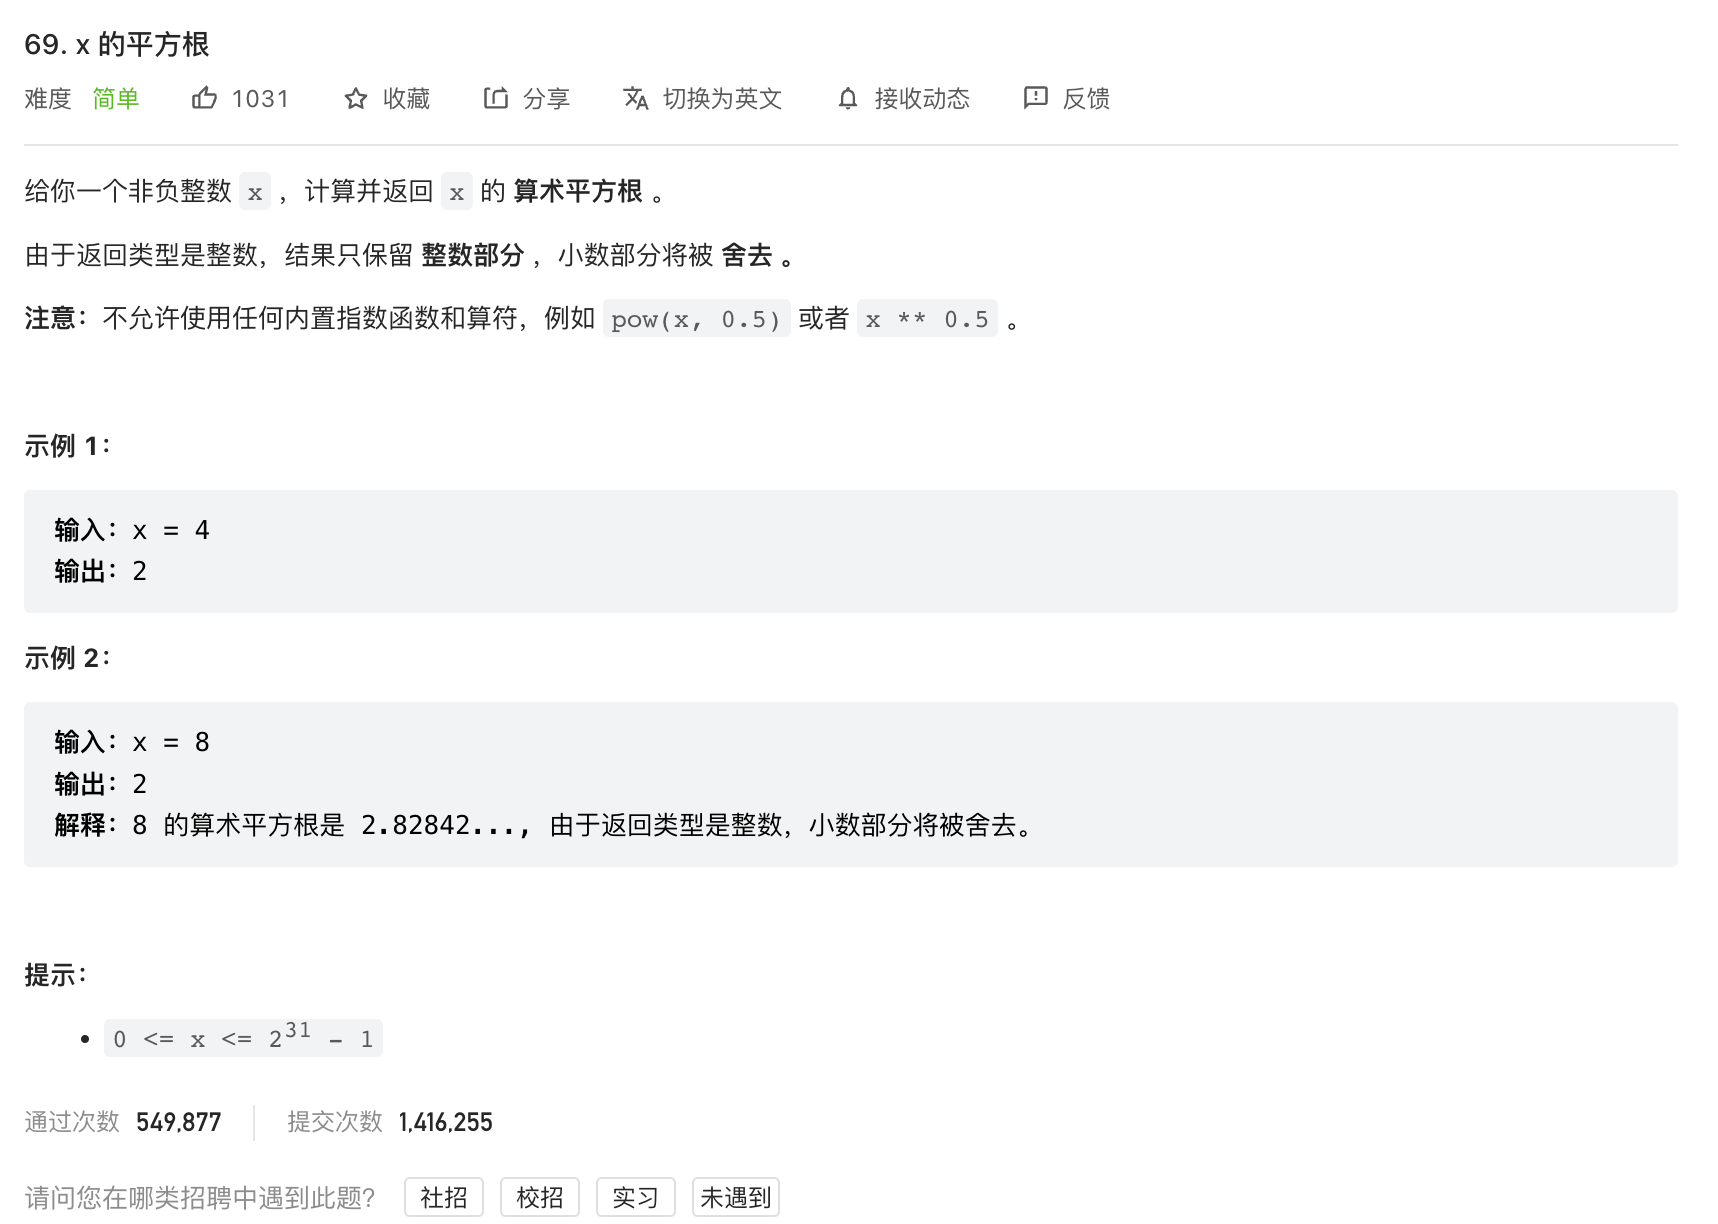 69. x 的平方根
难度 简单 1031 收藏 分享 切换为英文 接收动态 反馈
给你一个非负整数 x ，计算并返回 x 的 算术平方根 。
由于返回类型是整数，结果只保留 整数部分 ，小数部分将被 舍去 。
注意：不允许使用任何内置指数函数和算符，例如 pow(x, 0.5) 或者 x ** 0.5 。
示例 1：
输入：x = 4
输出：2
示例 2：
输入：x = 8
输出：2
解释：8 的算术平方根是 2.82842..., 由于返回类型是整数，小数部分将被舍去。
提示：
• 0 <= x <= 2^31 - 1
通过次数 549,877 提交次数 1,416,255
请问您在哪类招聘中遇到此题？ 社招 校招 实习 未遇到